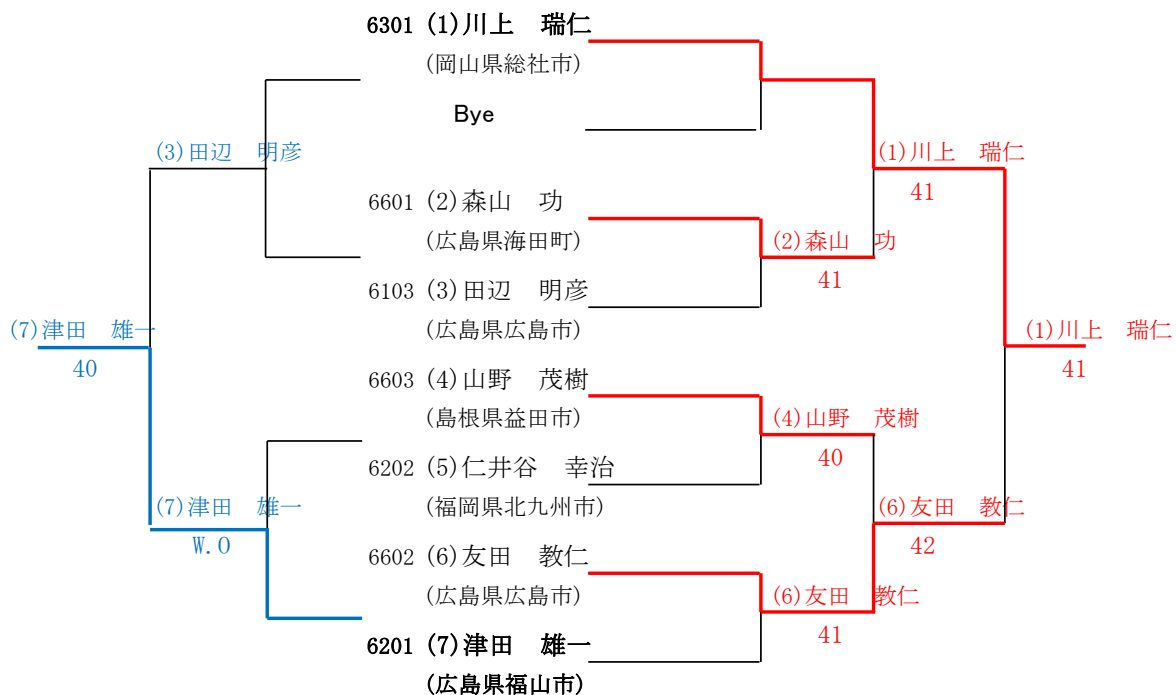 6301 (1)川上　瑞仁
(岡山県総社市)
Bye
(3)田辺　明彦
(1)川上　瑞仁
41
6601 (2)森山　功
(広島県海田町)
(2)森山　功
41
6103 (3)田辺　明彦
(広島県広島市)
(7)津田　雄一
40
(1)川上　瑞仁
41
6603 (4)山野　茂樹
(島根県益田市)
(4)山野　茂樹
40
6202 (5)仁井谷　幸治
(福岡県北九州市)
(7)津田　雄一
W.O
(6)友田　教仁
42
6602 (6)友田　教仁
(広島県広島市)
(6)友田　教仁
41
6201 (7)津田　雄一
(広島県福山市)